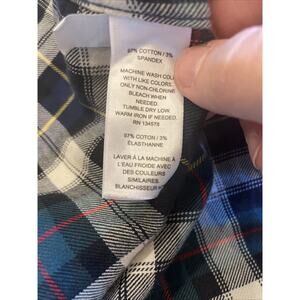 97% COTTON / 3%
SPANDEX
MACHINE WASH COLD
WITH LIKE COLORS.
ONLY NON-CHLORINE
BLEACH WHEN
NEEDED.
TUMBLE DRY LOW.
WARM IRON IF NEEDED.
RN 134578
97% COTON / 3%
ÉLASTHANNE
LAVER À LA MACHINE À
L'EAU FROIDE AVEC
DES COULEURS
SIMILAIRES.
BLANCHISSEUR